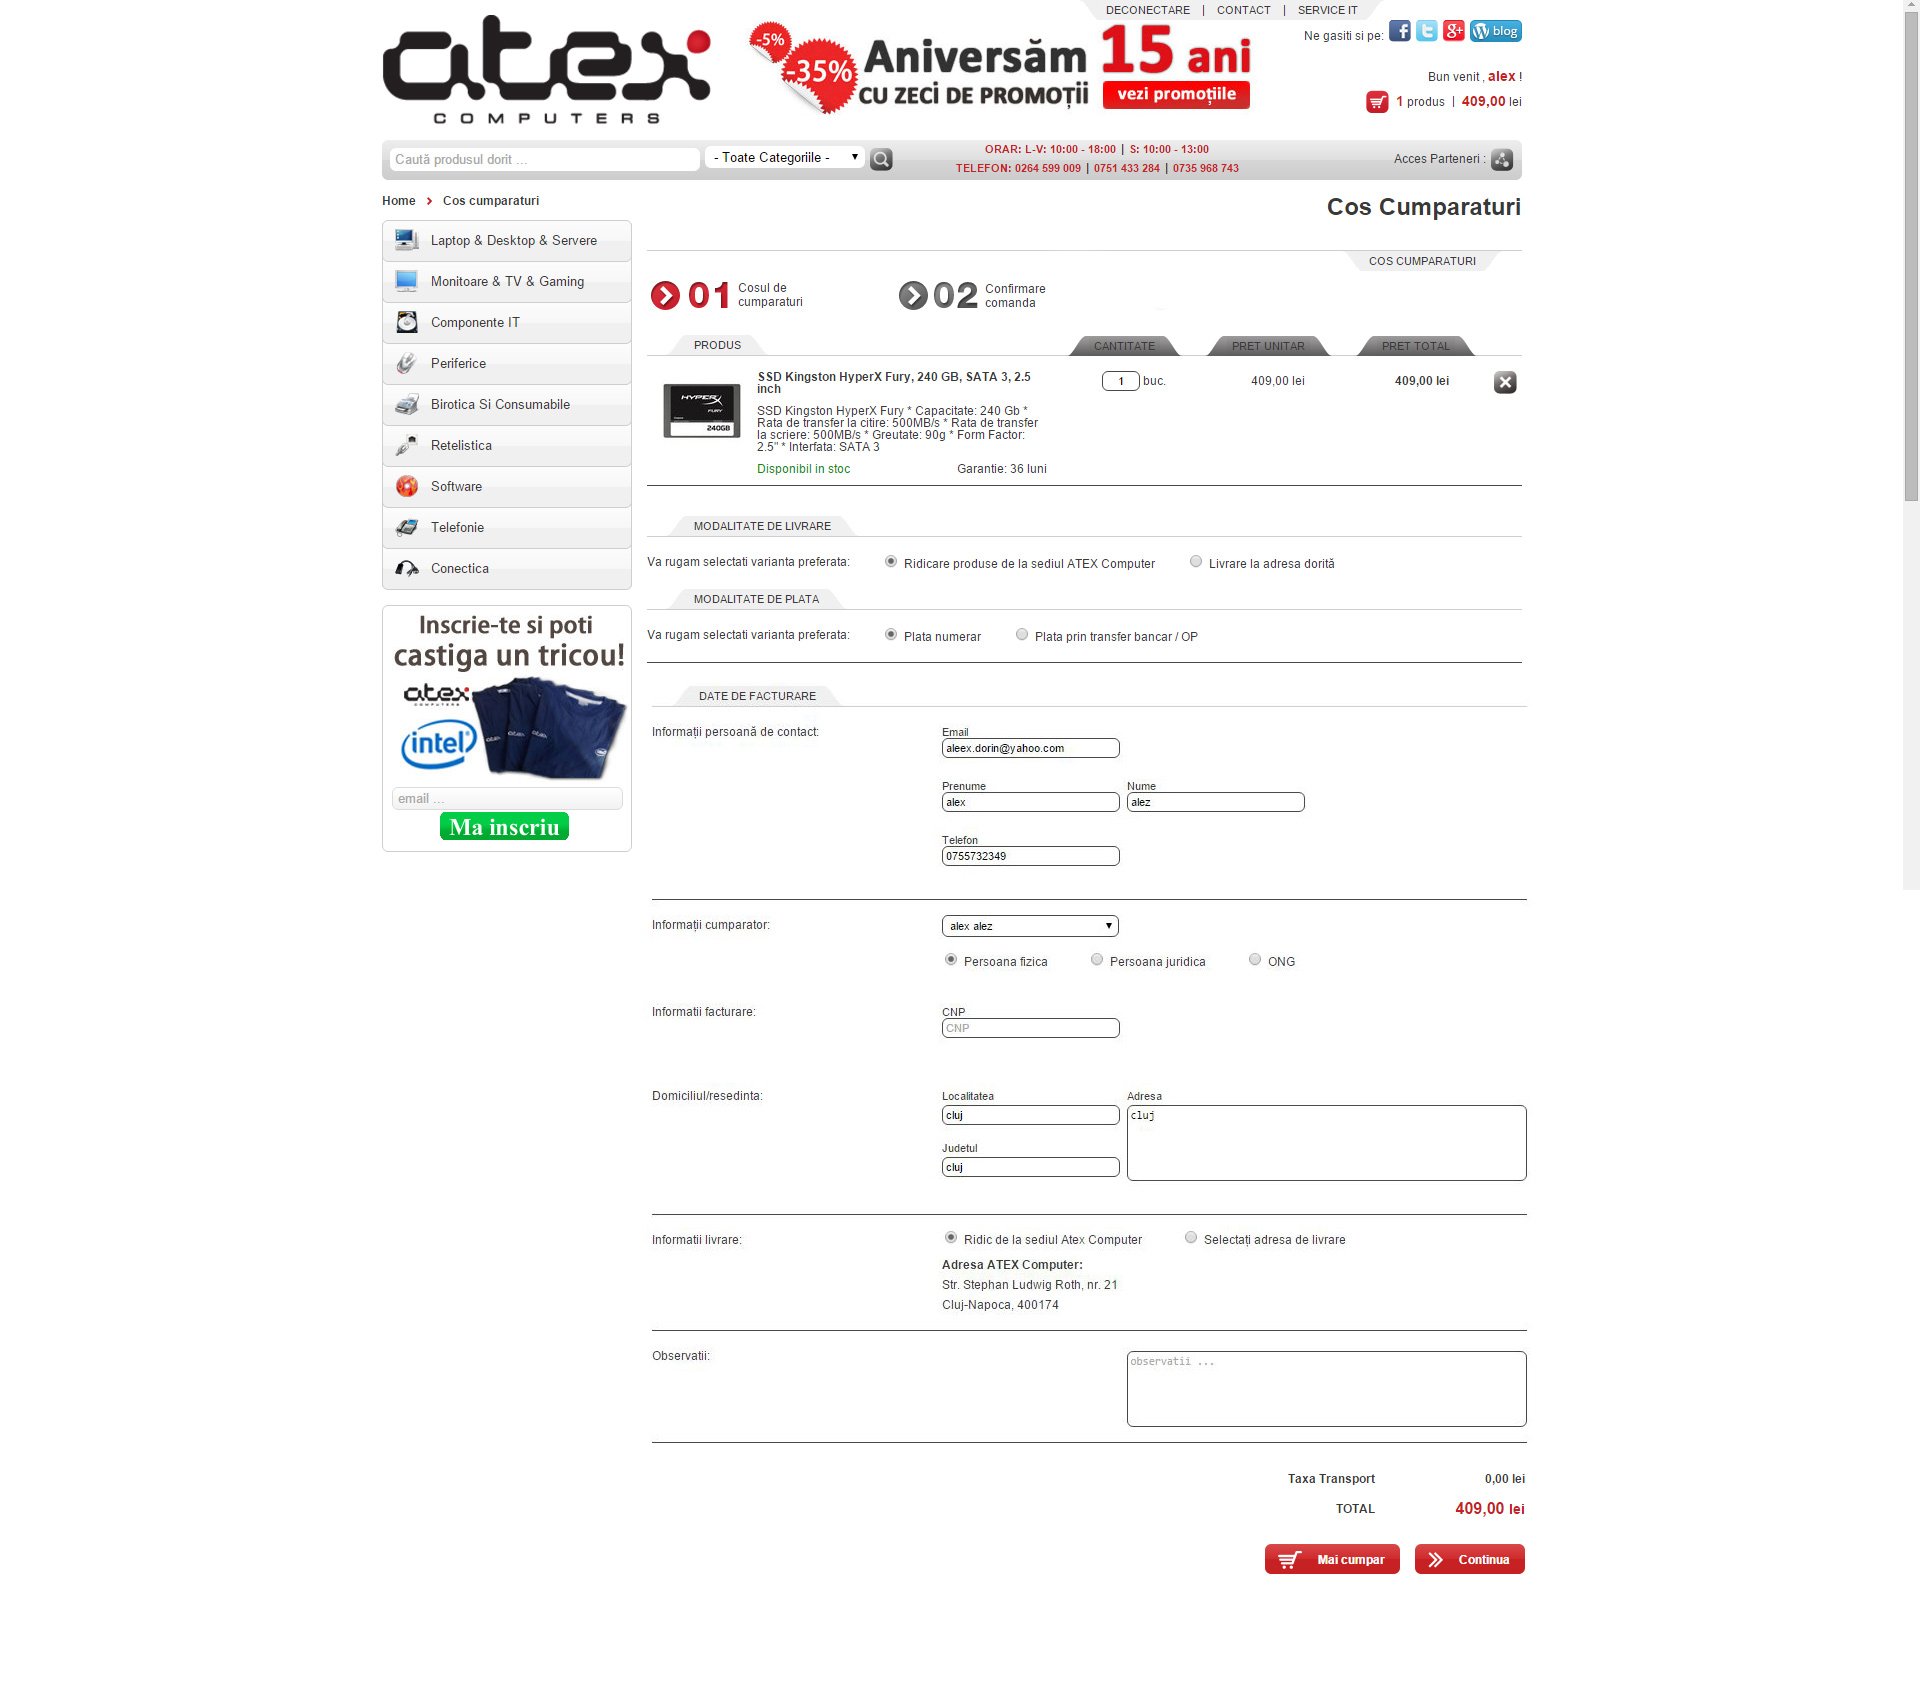 DECONECTARE | CONTACT | SERVICE IT
atex
COMPUTERS
-5%
-35%
Aniversăm
CU ZECI DE PROMOȚII
15 ani
vezi promoțiile
Ne gasiti si pe:
blog
Bun venit , alex !
1 produs | 409,00 lei
Caută produsul dorit ...
- Toate Categoriile -
ORAR: L-V: 10:00 - 18:00 | S: 10:00 - 13:00
TELEFON: 0264 599 009 | 0751 433 284 | 0735 968 743
Acces Parteneri :
Home > Cos cumparaturi
Cos Cumparaturi
Laptop & Desktop & Servere
Monitoare & TV & Gaming
Componente IT
Periferice
Birotica Si Consumabile
Retelistica
Software
Telefonie
Conectica
Inscrie-te si poti
castiga un tricou!
atex
COMPUTERS
intel
email ...
Ma inscriu
COS CUMPARATURI
01 Cosul de
cumparaturi
02 Confirmare
comanda
PRODUS
CANTITATE
PRET UNITAR
PRET TOTAL
HYPERX
FURY
240GB
SSD Kingston HyperX Fury, 240 GB, SATA 3, 2.5
inch
1 buc.
409,00 lei
409,00 lei
SSD Kingston HyperX Fury * Capacitate: 240 Gb *
Rata de transfer la citire: 500MB/s * Rata de transfer
la scriere: 500MB/s * Greutate: 90g * Form Factor:
2.5" * Interfata: SATA 3
Disponibil in stoc
Garantie: 36 luni
MODALITATE DE LIVRARE
Va rugam selectati varianta preferata:
Ridicare produse de la sediul ATEX Computer
Livrare la adresa dorită
MODALITATE DE PLATA
Va rugam selectati varianta preferata:
Plata numerar
Plata prin transfer bancar / OP
DATE DE FACTURARE
Informații persoană de contact:
Email
aleex.dorin@yahoo.com
Prenume
Nume
alex
alez
Telefon
0755732349
Informații cumparator:
alex alez
Persoana fizica
Persoana juridica
ONG
Informatii facturare:
CNP
CNP
Domiciliul/resedinta:
Localitatea
Adresa
cluj
cluj
Judetul
cluj
Informatii livrare:
Ridic de la sediul Atex Computer
Selectați adresa de livrare
Adresa ATEX Computer:
Str. Stephan Ludwig Roth, nr. 21
Cluj-Napoca, 400174
Observatii:
observatii ...
Taxa Transport
0,00 lei
TOTAL
409,00 lei
Mai cumpar
Continua